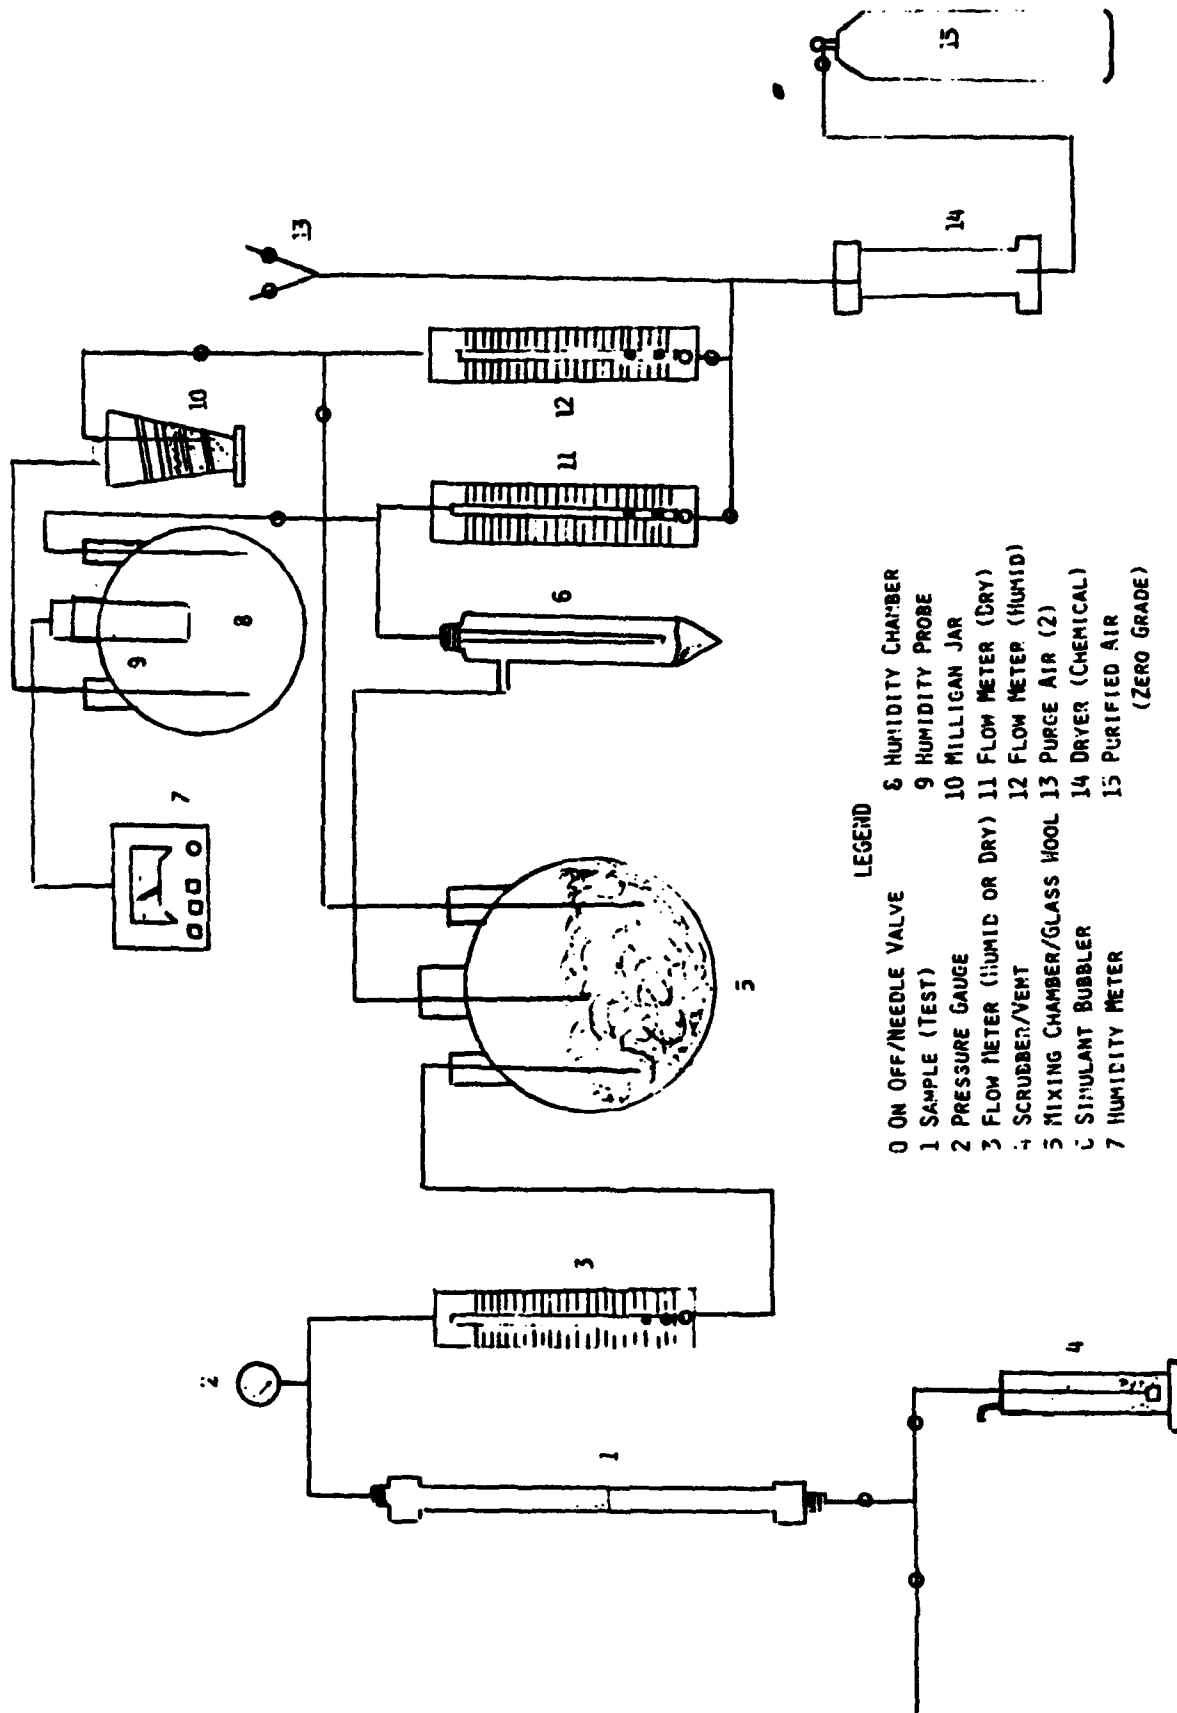 15
13
14
10
12
8
9
11
6
7
5
3
2
4
1
LEGEND
O ON OFF/NEEDLE VALVE
1 SAMPLE (TEST)
2 PRESSURE GAUGE
3 FLOW METER (HUMID OR DRY)
4 SCRUBBER/VENT
5 MIXING CHAMBER/GLASS WOOL
6 SIMULANT BUBBLER
7 HUMIDITY METER
8 HUMIDITY CHAMBER
9 HUMIDITY PROBE
10 MILLIGAN JAR
11 FLOW METER (DRY)
12 FLOW METER (HUMID)
13 PURGE AIR (2)
14 DRYER (CHEMICAL)
15 PURIFIED AIR
(ZERO GRADE)